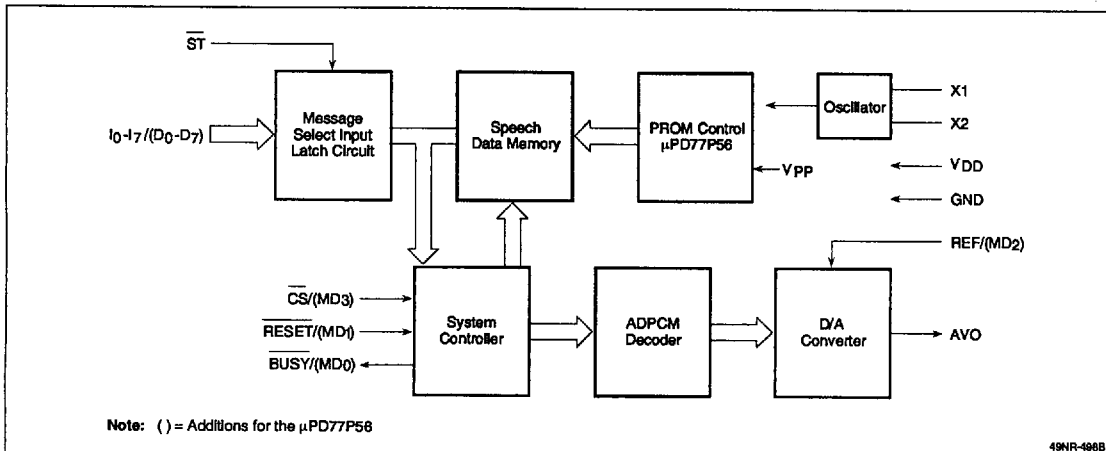 ST
I0-I7/(D0-D7)
Message
Select Input
Latch Circuit
Speech
Data Memory
PROM Control
µPD77P56
VPP
Oscillator
X1
X2
VDD
GND
REF/(MD2)
CS/(MD3)
RESET/(MD1)
BUSY/(MD0)
System
Controller
ADPCM
Decoder
D/A
Converter
AVO
Note: ( ) = Additions for the µPD77P56
49NR-498B